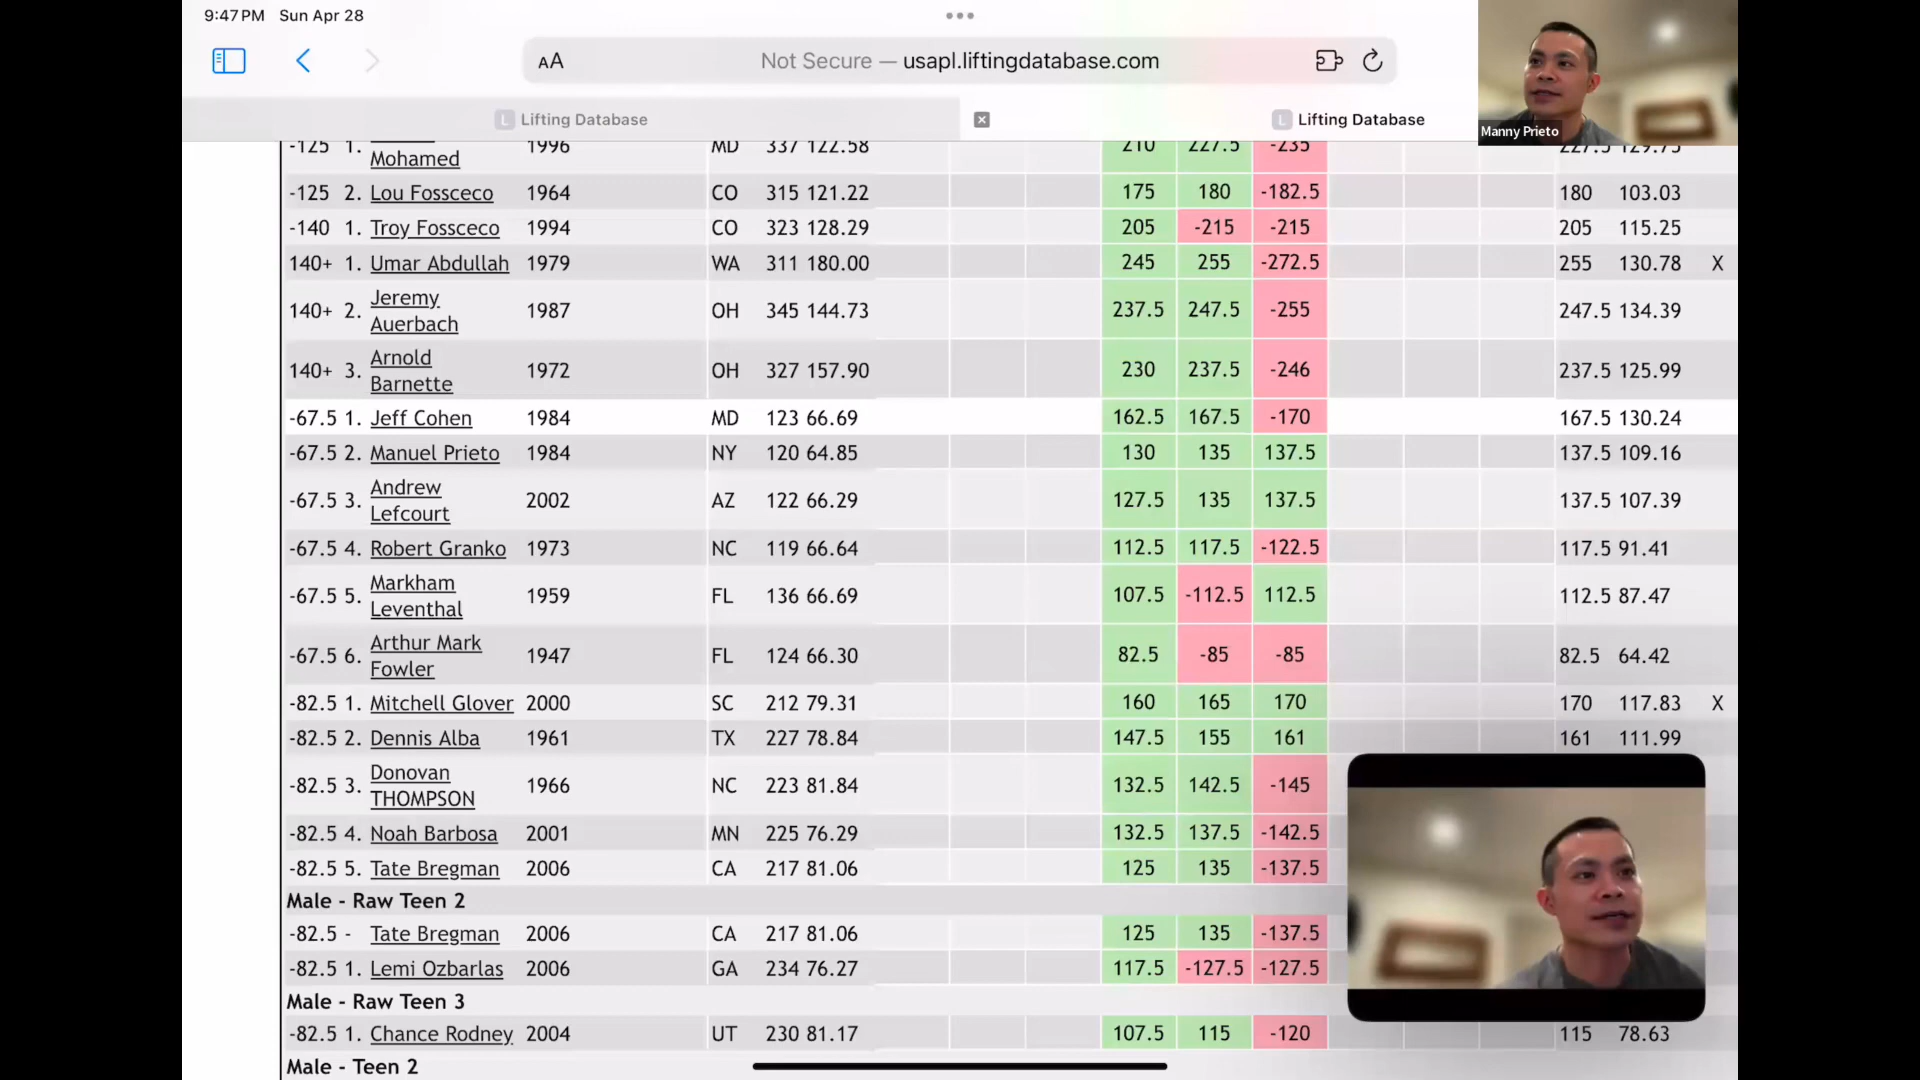 9:47 PM Sun Apr 28
AA Not Secure — usapl.liftingdatabase.com
L Lifting Database
L Lifting Database
Manny Prieto
-125 1. Mohamed 1996 MD 337 122.58 210 227.5 -235 227.5 129.75
-125 2. Lou Fossceco 1964 CO 315 121.22 175 180 -182.5 180 103.03
-140 1. Troy Fossceco 1994 CO 323 128.29 205 -215 -215 205 115.25
140+ 1. Umar Abdullah 1979 WA 311 180.00 245 255 -272.5 255 130.78 X
140+ 2. Jeremy Auerbach 1987 OH 345 144.73 237.5 247.5 -255 247.5 134.39
140+ 3. Arnold Barnette 1972 OH 327 157.90 230 237.5 -246 237.5 125.99
-67.5 1. Jeff Cohen 1984 MD 123 66.69 162.5 167.5 -170 167.5 130.24
-67.5 2. Manuel Prieto 1984 NY 120 64.85 130 135 137.5 137.5 109.16
-67.5 3. Andrew Lefcourt 2002 AZ 122 66.29 127.5 135 137.5 137.5 107.39
-67.5 4. Robert Granko 1973 NC 119 66.64 112.5 117.5 -122.5 117.5 91.41
-67.5 5. Markham Leventhal 1959 FL 136 66.69 107.5 -112.5 112.5 112.5 87.47
-67.5 6. Arthur Mark Fowler 1947 FL 124 66.30 82.5 -85 -85 82.5 64.42
-82.5 1. Mitchell Glover 2000 SC 212 79.31 160 165 170 170 117.83 X
-82.5 2. Dennis Alba 1961 TX 227 78.84 147.5 155 161 161 111.99
-82.5 3. Donovan THOMPSON 1966 NC 223 81.84 132.5 142.5 -145
-82.5 4. Noah Barbosa 2001 MN 225 76.29 132.5 137.5 -142.5
-82.5 5. Tate Bregman 2006 CA 217 81.06 125 135 -137.5
Male - Raw Teen 2
-82.5 - Tate Bregman 2006 CA 217 81.06 125 135 -137.5
-82.5 1. Lemi Ozbarlas 2006 GA 234 76.27 117.5 -127.5 -127.5
Male - Raw Teen 3
-82.5 1. Chance Rodney 2004 UT 230 81.17 107.5 115 -120 115 78.63
Male - Teen 2